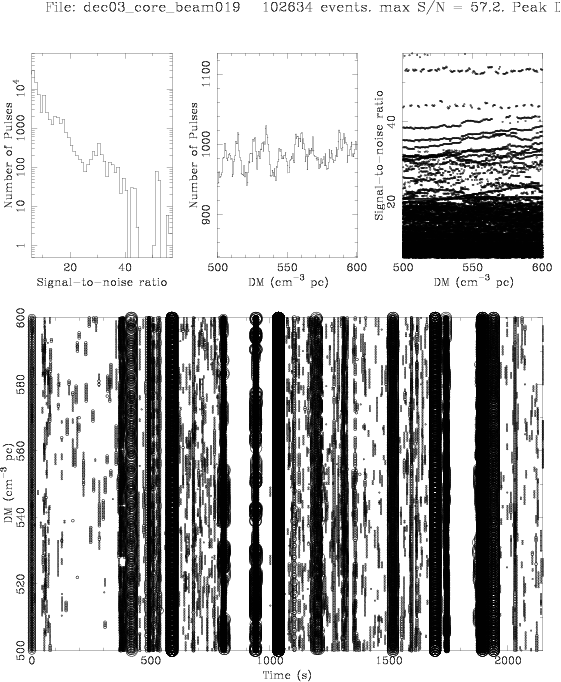 File: dec03_core_beam019 102634 events. max S/N = 57.2. Peak D
Number of Pulses
1 10 100 1000 10⁴
20 40
Signal-to-noise ratio
Number of Pulses
900 1000 1100
500 550 600
DM (cm⁻³ pc)
Signal-to-noise ratio
20 40
500 550 600
DM (cm⁻³ pc)
DM (cm⁻³ pc)
500 520 540 560 580 600
0 500 1000 1500 2000
Time (s)